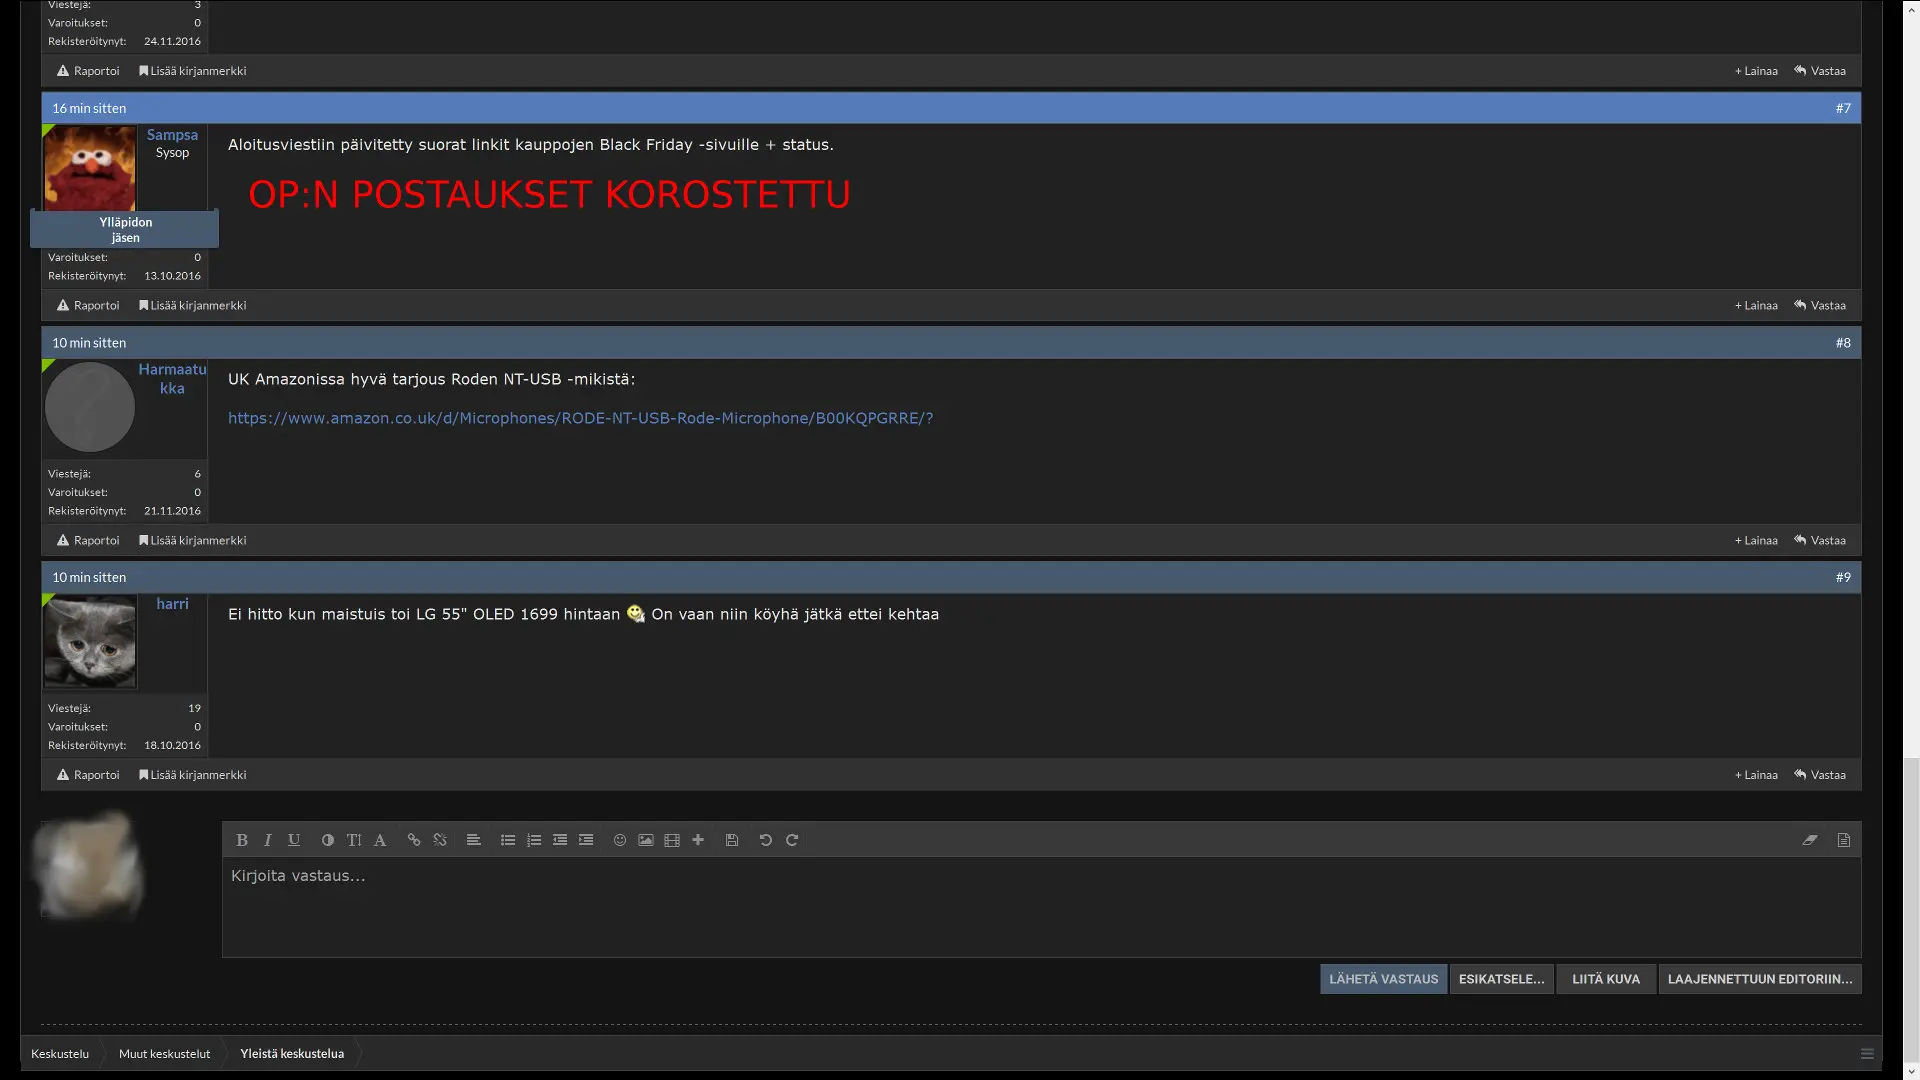 Viestejä: 3
Varoitukset: 0
Rekisteröitynyt: 24.11.2016
Raportoi Lisää kirjanmerkki + Lainaa Vastaa
16 min sitten #7
Sampsa
Sysop
Aloitusviestiin päivitetty suorat linkit kauppojen Black Friday -sivuille + status.
OP:N POSTAUKSET KOROSTETTU
Ylläpidon
jäsen
Varoitukset: 0
Rekisteröitynyt: 13.10.2016
Raportoi Lisää kirjanmerkki + Lainaa Vastaa
10 min sitten #8
Harmaatu
kka
UK Amazonissa hyvä tarjous Roden NT-USB -mikistä:
https://www.amazon.co.uk/d/Microphones/RODE-NT-USB-Rode-Microphone/B00KQPGRRE/?
Viestejä: 6
Varoitukset: 0
Rekisteröitynyt: 21.11.2016
Raportoi Lisää kirjanmerkki + Lainaa Vastaa
10 min sitten #9
harri
Ei hitto kun maistuis toi LG 55" OLED 1699 hintaan On vaan niin köyhä jätkä ettei kehtaa
Viestejä: 19
Varoitukset: 0
Rekisteröitynyt: 18.10.2016
Raportoi Lisää kirjanmerkki + Lainaa Vastaa
Kirjoita vastaus...
LÄHETÄ VASTAUS ESIKATSELE... LIITÄ KUVA LAAJENNETTUUN EDITORIIN...
Keskustelu Muut keskustelut Yleistä keskustelua